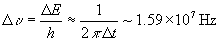 Δν = ΔE / h ≈ 1 / 2πΔt ~ 1.59×10⁷ Hz